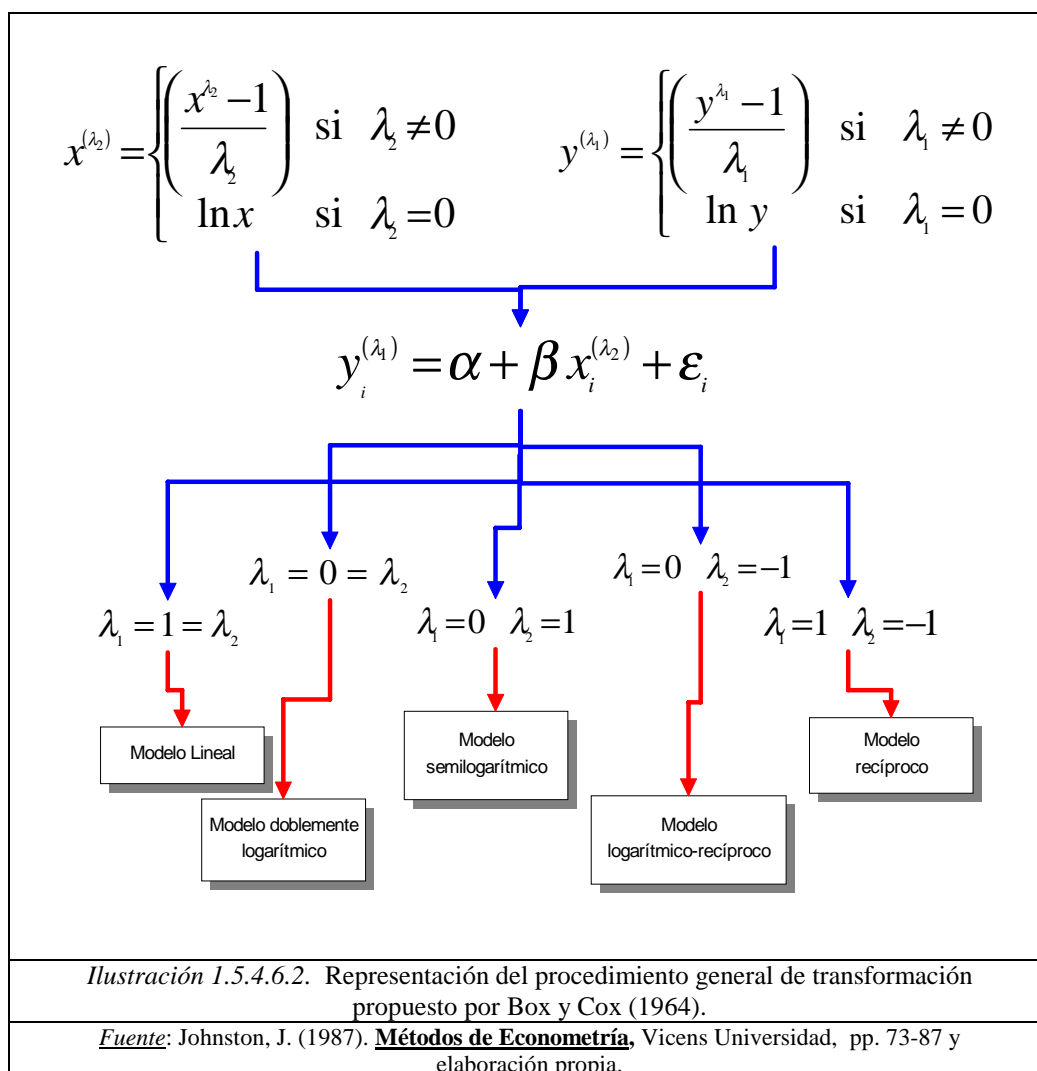 x^(λ₂) = { ((x^λ₂ − 1) / λ₂) si λ₂ ≠ 0
ln x si λ₂ = 0
y^(λ₁) = { ((y^λ₁ − 1) / λ₁) si λ₁ ≠ 0
ln y si λ₁ = 0
y_i^(λ₁) = α + β x_i^(λ₂) + ε_i
λ₁ = 1 = λ₂
λ₁ = 0 = λ₂
λ₁ = 0 λ₂ = 1
λ₁ = 0 λ₂ = −1
λ₁ = 1 λ₂ = −1
Modelo Lineal
Modelo doblemente
logarítmico
Modelo
semilogarítmico
Modelo
logarítmico-recíproco
Modelo
recíproco
Ilustración 1.5.4.6.2. Representación del procedimiento general de transformación
propuesto por Box y Cox (1964).
Fuente: Johnston, J. (1987). Métodos de Econometría, Vicens Universidad, pp. 73-87 y
elaboración propia.